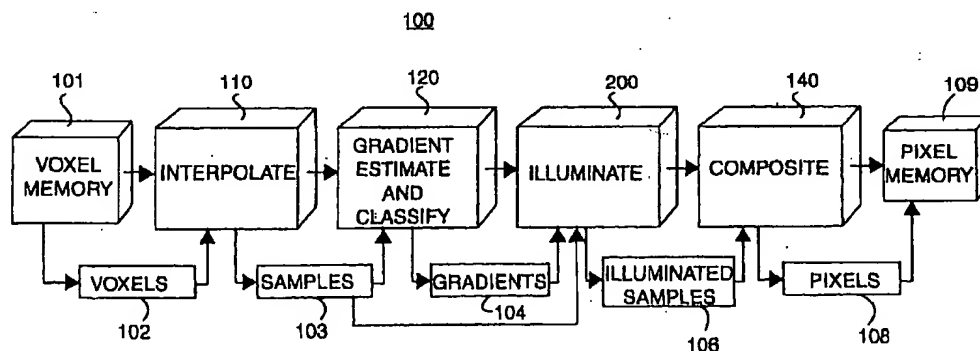 100
101
110
120
200
140
109
VOXEL
MEMORY
INTERPOLATE
GRADIENT
ESTIMATE
AND
CLASSIFY
ILLUMINATE
COMPOSITE
PIXEL
MEMORY
VOXELS
SAMPLES
GRADIENTS
ILLUMINATED
SAMPLES
PIXELS
102
103
104
106
108